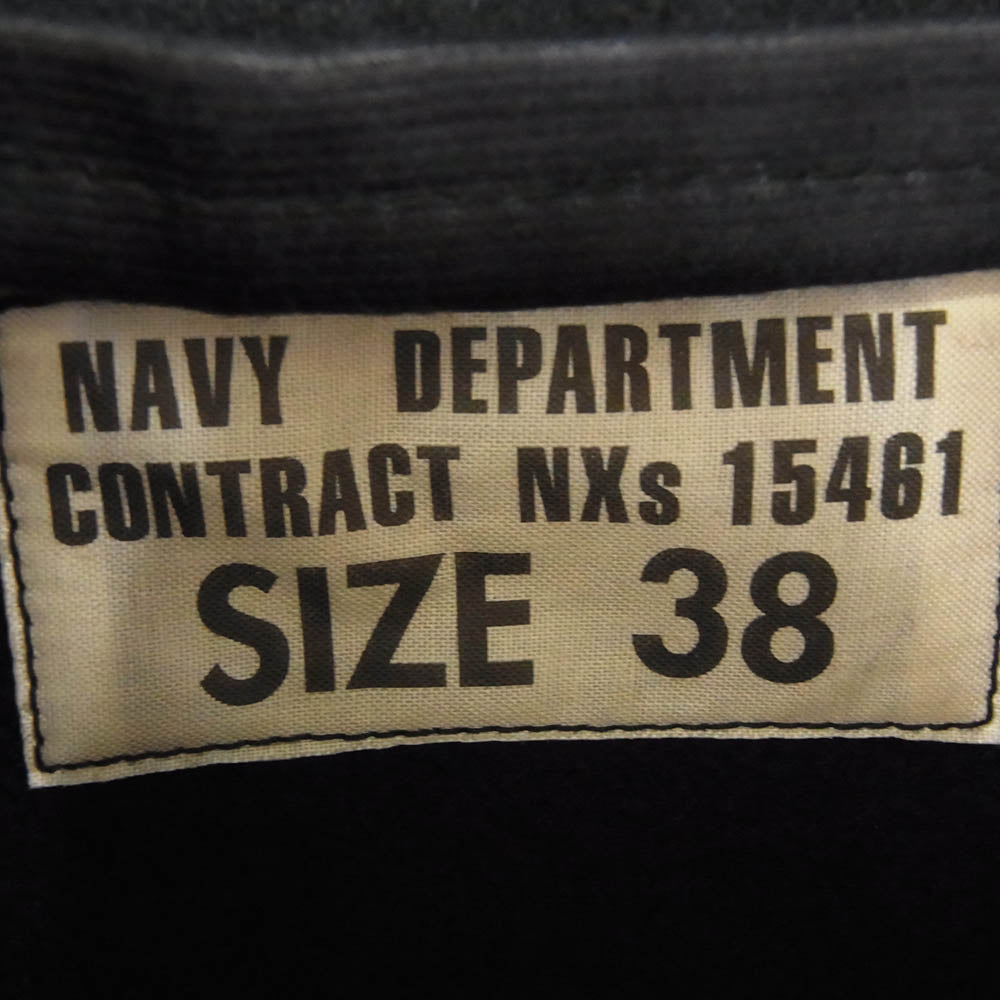 NAVY DEPARTMENT
CONTRACT NXs 15461
SIZE 38